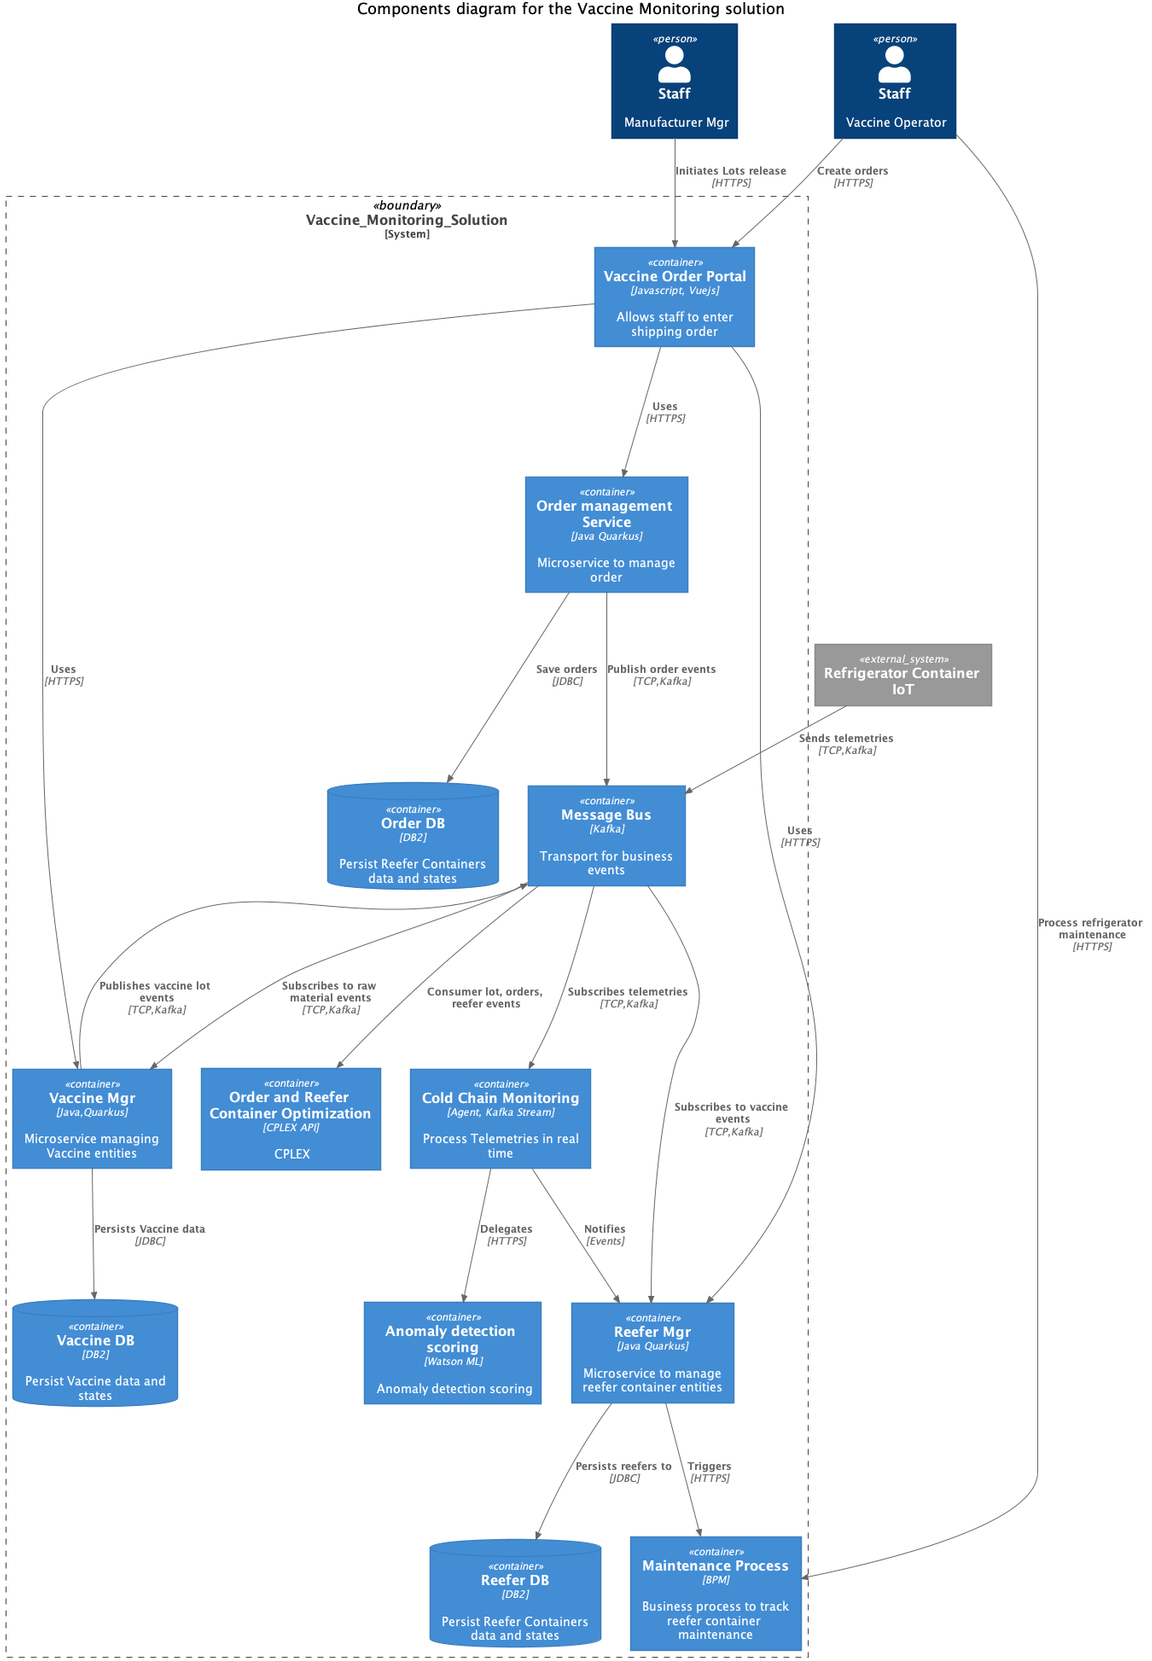 Components diagram for the Vaccine Monitoring solution
«person»
Staff
Manufacturer Mgr
«person»
Staff
Vaccine Operator
Initiates Lots release
[HTTPS]
Create orders
[HTTPS]
«boundary»
Vaccine_Monitoring_Solution
[System]
«container»
Vaccine Order Portal
[Javascript, Vuejs]
Allows staff to enter
shipping order
Uses
[HTTPS]
«container»
Order management
Service
[Java Quarkus]
Microservice to manage
order
Uses
[HTTPS]
Save orders
[JDBC]
Publish order events
[TCP,Kafka]
«external_system»
Refrigerator Container
IoT
Sends telemetries
[TCP,Kafka]
«container»
Order DB
[DB2]
Persist Reefer Containers
data and states
«container»
Message Bus
[Kafka]
Transport for business
events
Uses
[HTTPS]
Process refrigerator
maintenance
[HTTPS]
Publishes vaccine lot
events
[TCP,Kafka]
Subscribes to raw
material events
[TCP,Kafka]
Consumer lot, orders,
reefer events
Subscribes telemetries
[TCP,Kafka]
«container»
Vaccine Mgr
[Java,Quarkus]
Microservice managing
Vaccine entities
«container»
Order and Reefer
Container Optimization
[CPLEX API]
CPLEX
«container»
Cold Chain Monitoring
[Agent, Kafka Stream]
Process Telemetries in real
time
Subscribes to vaccine
events
[TCP,Kafka]
Persists Vaccine data
[JDBC]
Delegates
[HTTPS]
Notifies
[Events]
«container»
Vaccine DB
[DB2]
Persist Vaccine data and
states
«container»
Anomaly detection
scoring
[Watson ML]
Anomaly detection scoring
«container»
Reefer Mgr
[Java Quarkus]
Microservice to manage
reefer container entities
Persists reefers to
[JDBC]
Triggers
[HTTPS]
«container»
Reefer DB
[DB2]
Persist Reefer Containers
data and states
«container»
Maintenance Process
[BPM]
Business process to track
reefer container
maintenance